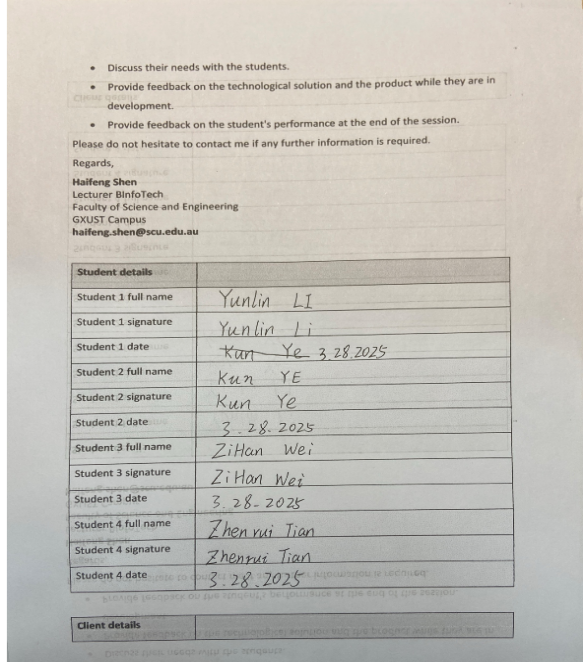 • Discuss their needs with the students.
• Provide feedback on the technological solution and the product while they are in
development.
• Provide feedback on the student's performance at the end of the session.
Please do not hesitate to contact me if any further information is required.
Regards,
Haifeng Shen
Lecturer BInfoTech
Faculty of Science and Engineering
GXUST Campus
haifeng.shen@scu.edu.au
Student details
Student 1 full name Yunlin LI
Student 1 signature Yunlin Li
Student 1 date Kun Ye 3.28.2025
Student 2 full name Kun YE
Student 2 signature Kun Ye
Student 2 date 3.28.2025
Student 3 full name ZiHan Wei
Student 3 signature ZiHan Wei
Student 3 date 3.28-2025
Student 4 full name Zhenrui Tian
Student 4 signature Zhenrui Tian
Student 4 date 3.28.2025
Client details